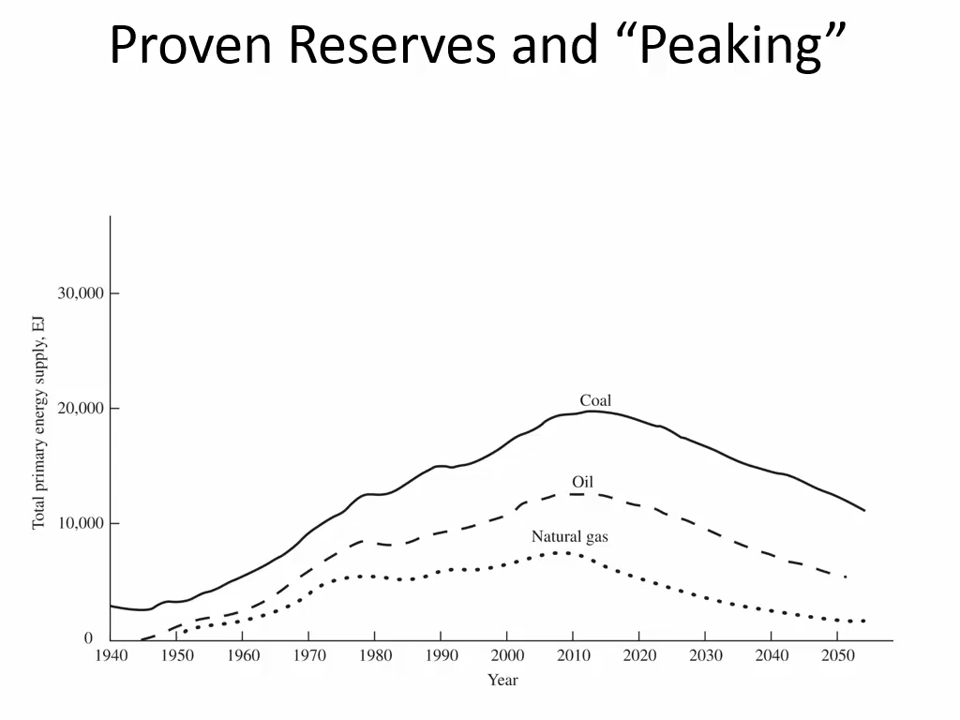 Proven Reserves and “Peaking”
Total primary energy supply, EJ
30,000
20,000
10,000
0
Coal
Oil
Natural gas
1940 1950 1960 1970 1980 1990 2000 2010 2020 2030 2040 2050
Year